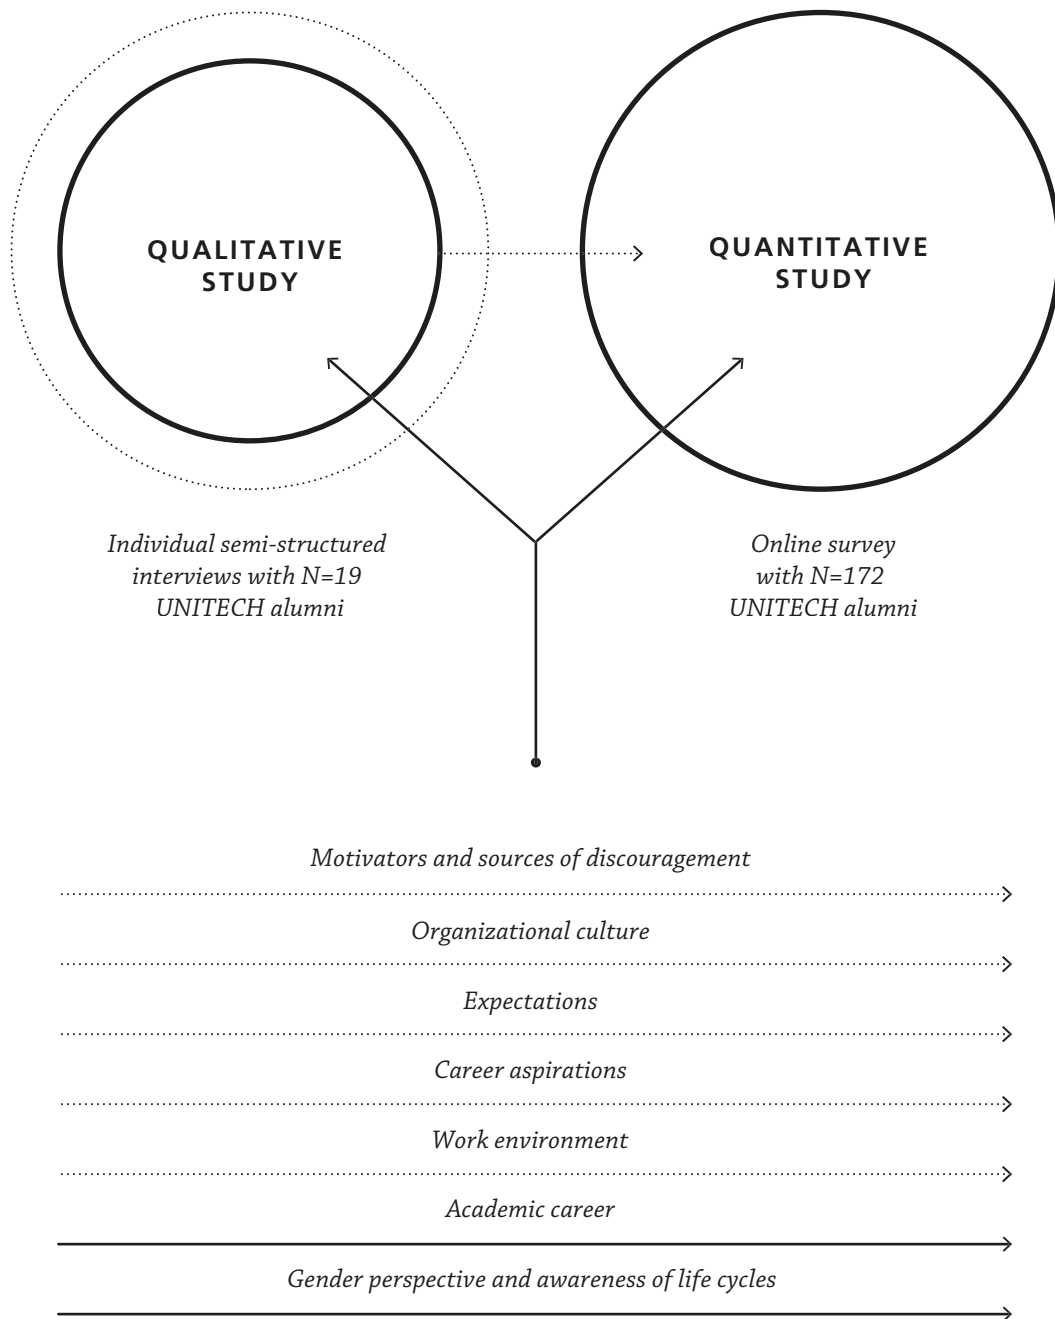 QUALITATIVE
STUDY
QUANTITATIVE
STUDY
Individual semi-structured
interviews with N=19
UNITECH alumni
Online survey
with N=172
UNITECH alumni
Motivators and sources of discouragement
Organizational culture
Expectations
Career aspirations
Work environment
Academic career
Gender perspective and awareness of life cycles